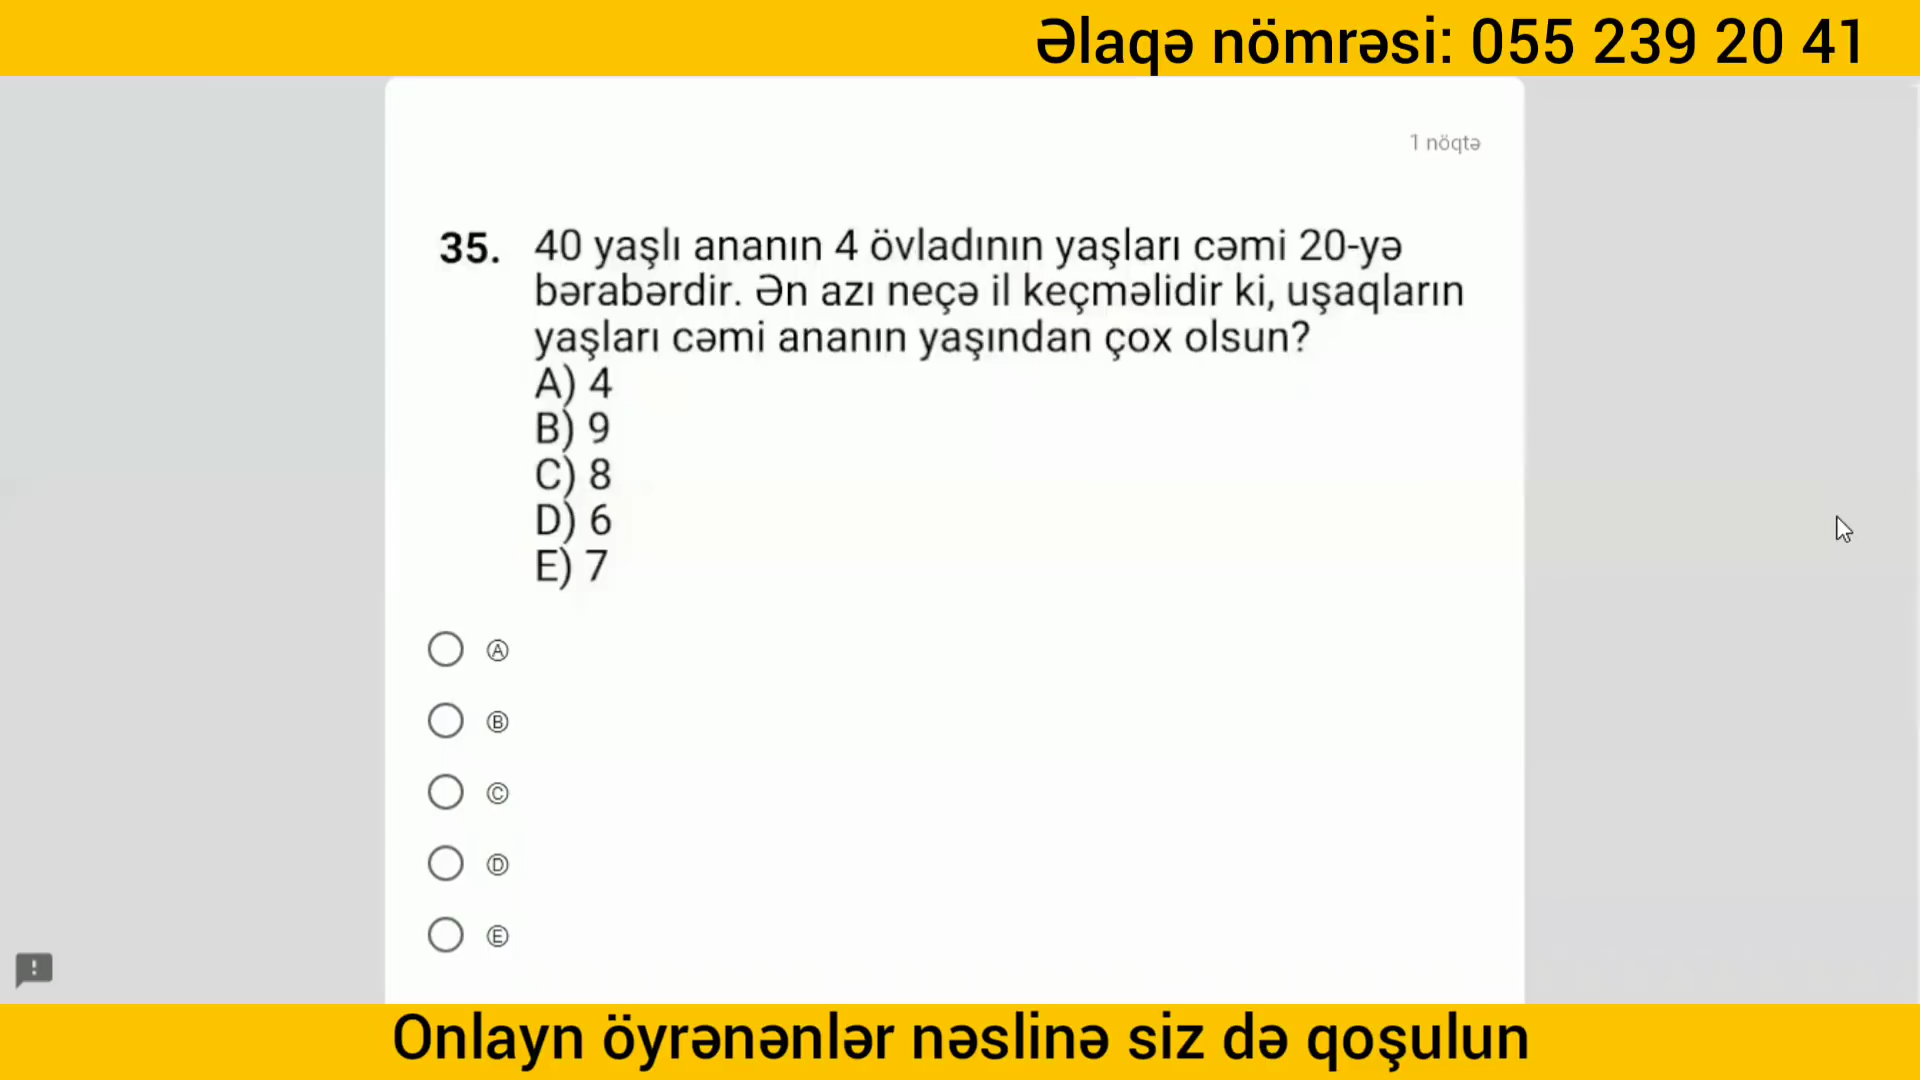 Əlaqə nömrəsi: 055 239 20 41
1 nöqtə
35. 40 yaşlı ananın 4 övladının yaşları cəmi 20-yə
bərabərdir. Ən azı neçə il keçməlidir ki, uşaqların
yaşları cəmi ananın yaşından çox olsun?
A) 4
B) 9
C) 8
D) 6
E) 7
Ⓐ
Ⓑ
Ⓒ
Ⓓ
Ⓔ
Onlayn öyrənənlər nəslinə siz də qoşulun